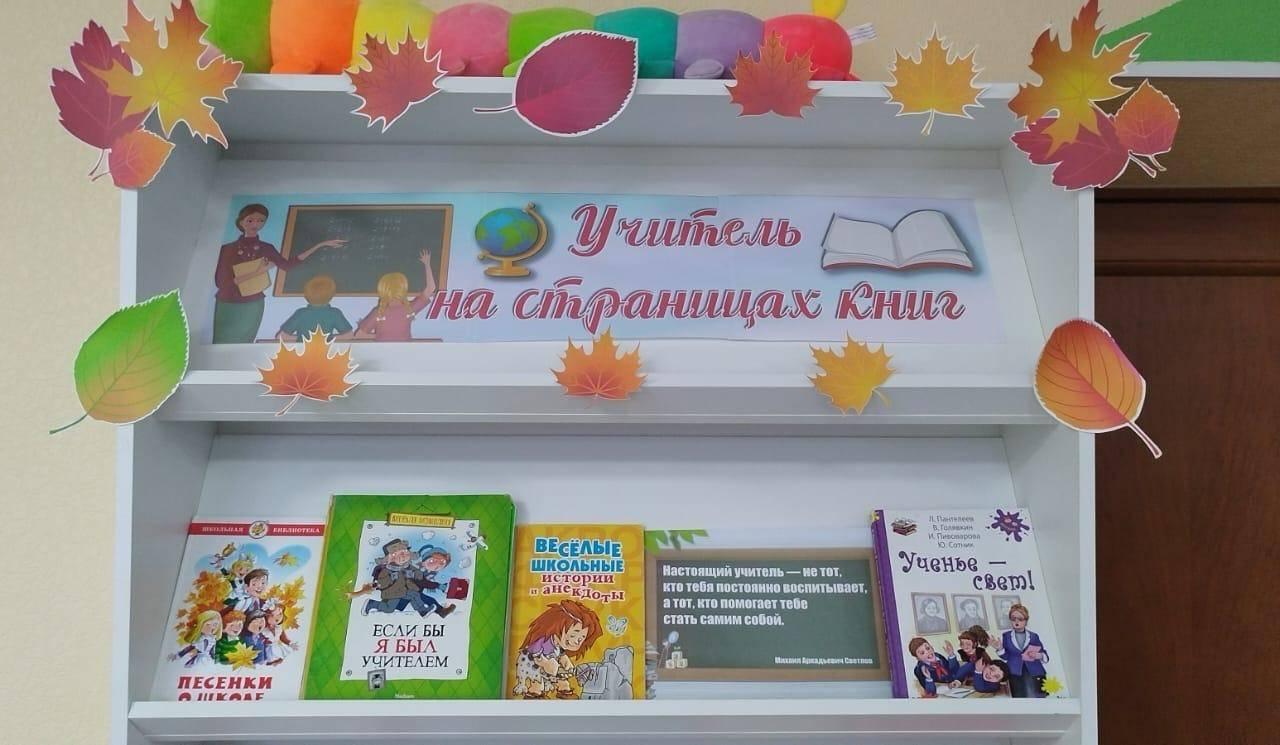 Учитель
на страницах книг
ШКОЛЬНАЯ БИБЛИОТЕКА
ПЕСЕНКИ
О ШКОЛЕ
ЕСЛИ БЫ
Я БЫЛ
УЧИТЕЛЕМ
ВЕСЁЛЫЕ
ШКОЛЬНЫЕ
ИСТОРИИ
И АНЕКДОТЫ
Настоящий учитель — не тот,
кто тебя постоянно воспитывает,
а тот, кто помогает тебе
стать самим собой.
Михаил Аркадьевич Светлов
Л. Пантелеев
В. Голявкин
И. Пивоварова
Ю. Сотник
Ученье —
свет!